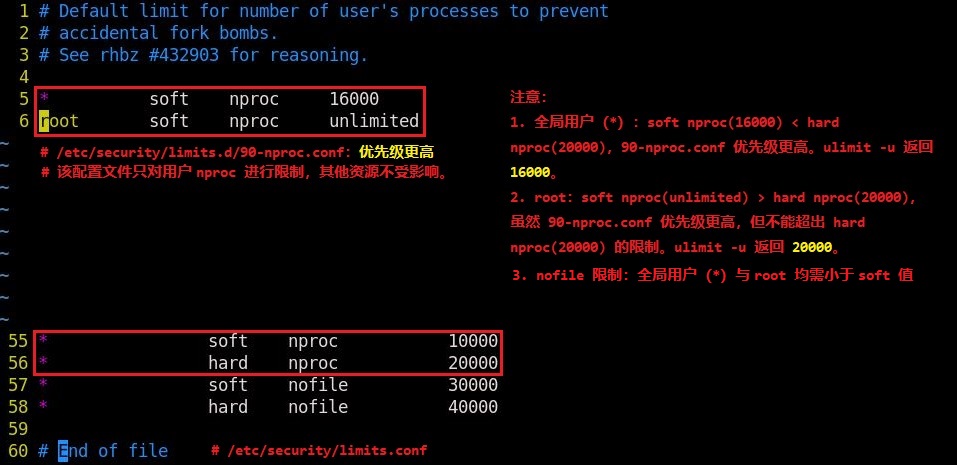 1 # Default limit for number of user's processes to prevent
2 # accidental fork bombs.
3 # See rhbz #432903 for reasoning.
4
5 * soft nproc 16000
6 root soft nproc unlimited
~
# /etc/security/limits.d/90-nproc.conf：优先级更高
~
# 该配置文件只对用户 nproc 进行限制，其他资源不受影响。
~
~
~
~
~
~
~
注意：
1. 全局用户（*）：soft nproc(16000) < hard
nproc(20000)，90-nproc.conf 优先级更高。ulimit -u 返回
16000。
2. root：soft nproc(unlimited) > hard nproc(20000)，
虽然 90-nproc.conf 优先级更高，但不能超出 hard
nproc(20000) 的限制。ulimit -u 返回 20000。
3. nofile 限制：全局用户（*）与 root 均需小于 soft 值
55 * soft nproc 10000
56 * hard nproc 20000
57 * soft nofile 30000
58 * hard nofile 40000
59
60 # End of file # /etc/security/limits.conf